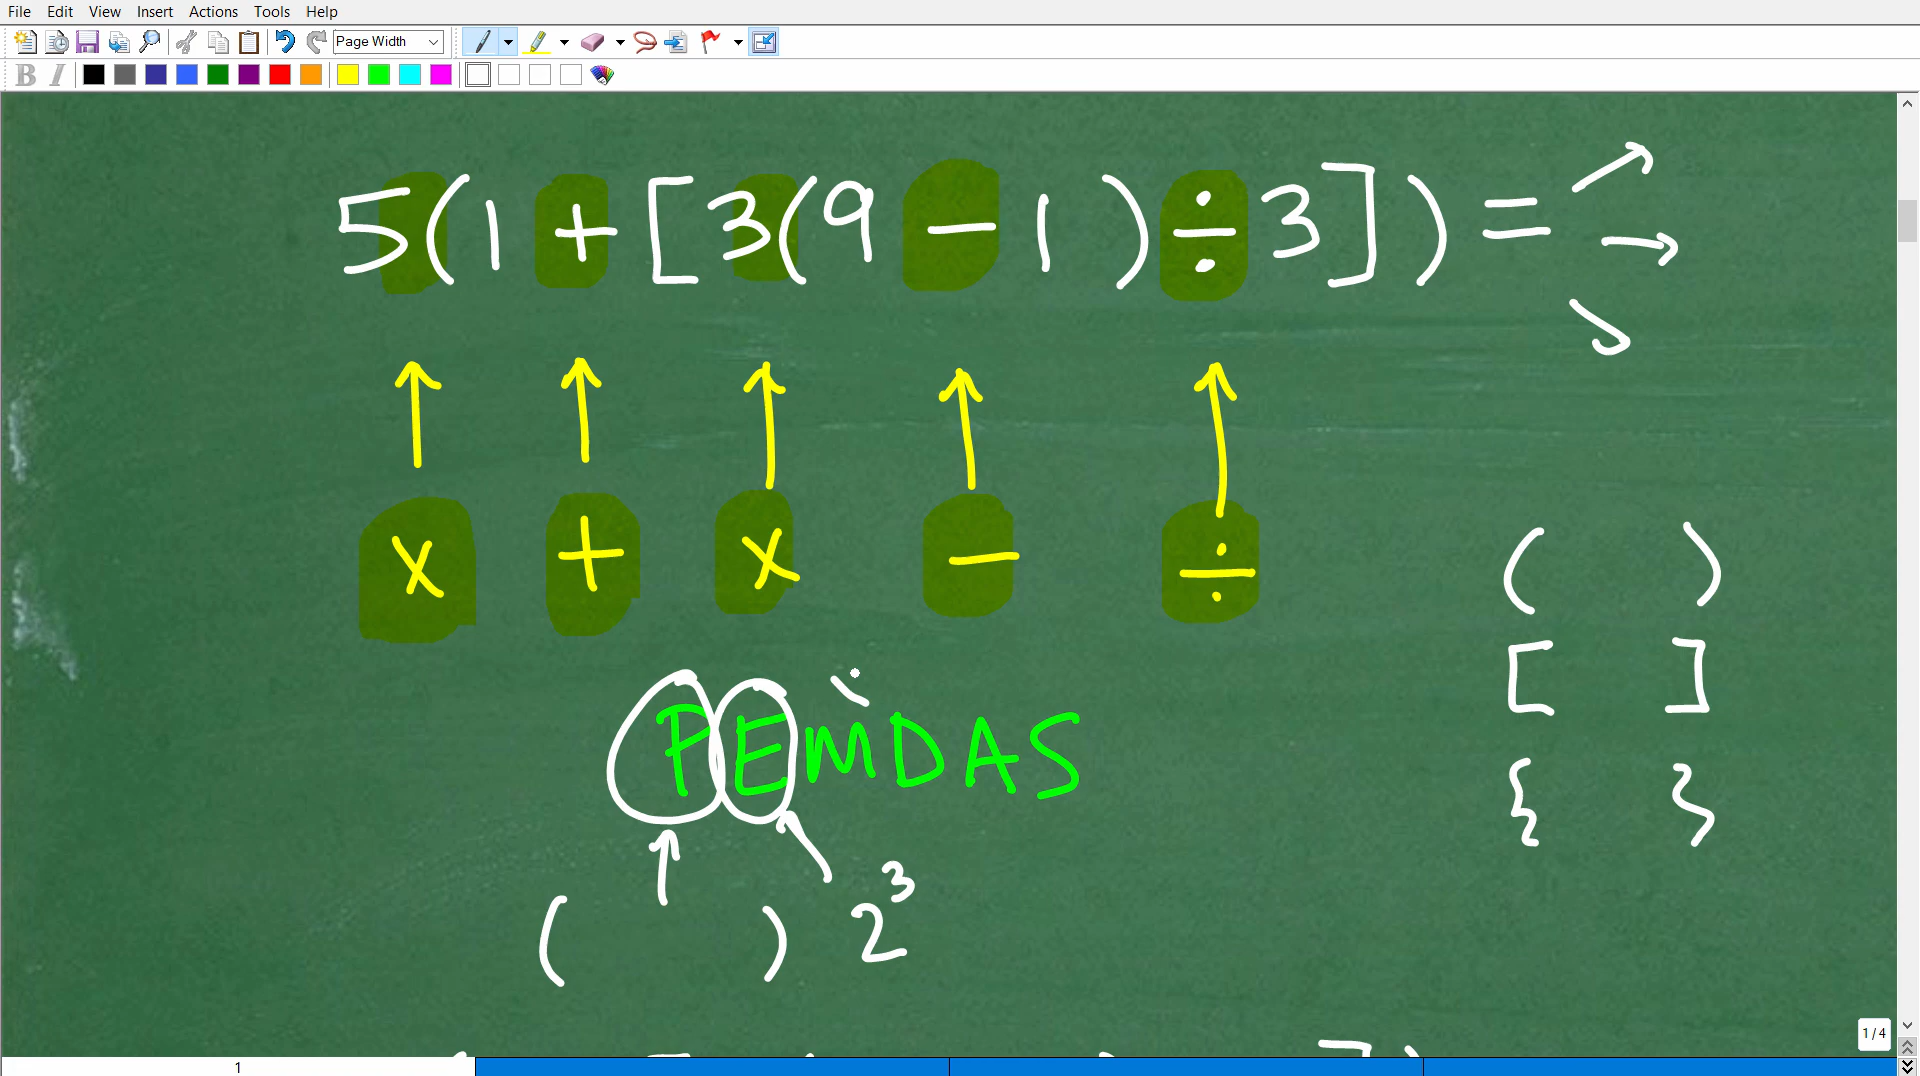 File Edit View Insert Actions Tools Help
Page Width
B I
5(1 + [3(9 − 1) ÷ 3]) =
x + x − ÷
( )
[ ]
PEMDAS
{ }
( ) 2³
1 / 4
1